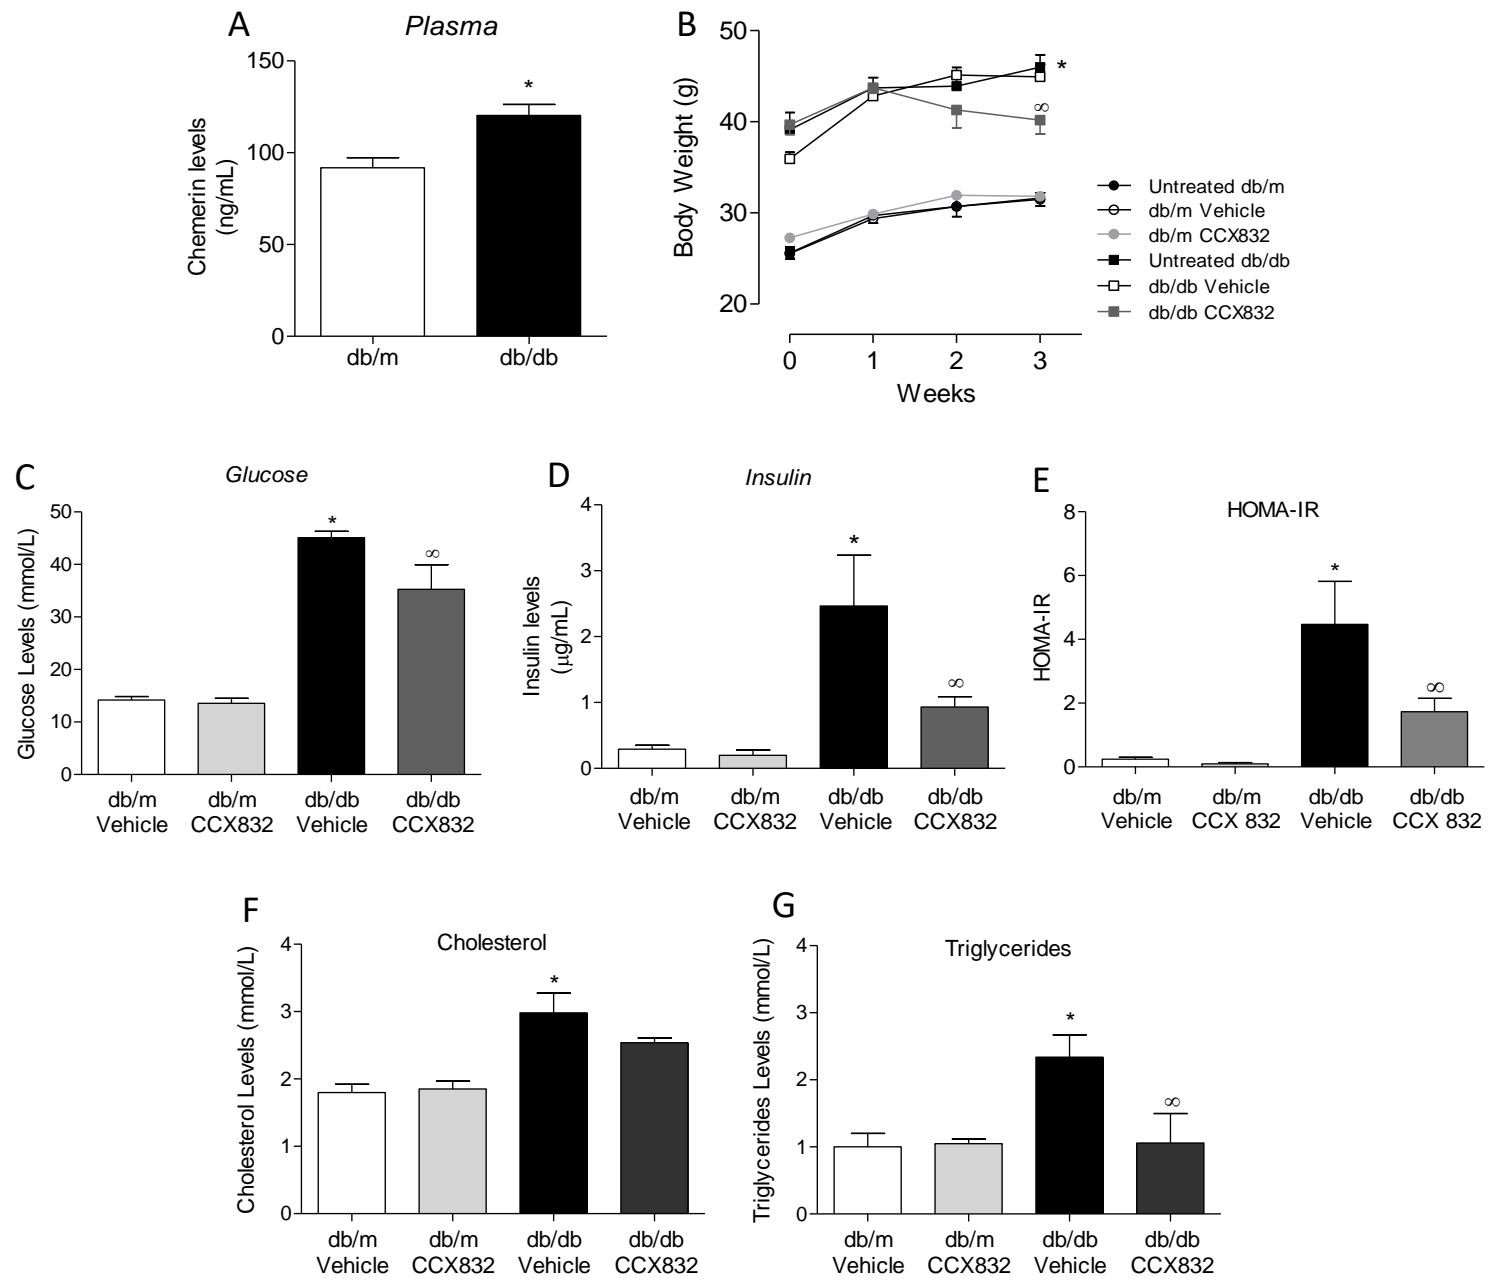 A
Plasma
Chemerin levels
(ng/mL)
150
100
50
0
*
db/m
db/db
B
Body Weight (g)
50
40
30
20
*
∞
0
1
2
3
Weeks
Untreated db/m
db/m Vehicle
db/m CCX832
Untreated db/db
db/db Vehicle
db/db CCX832
C
Glucose
Glucose Levels (mmol/L)
50
40
30
20
10
0
*
∞
db/m
Vehicle
db/m
CCX832
db/db
Vehicle
db/db
CCX832
D
Insulin
Insulin levels
(µg/mL)
4
3
2
1
0
*
∞
db/m
Vehicle
db/m
CCX832
db/db
Vehicle
db/db
CCX832
E
HOMA-IR
HOMA-IR
8
6
4
2
0
*
∞
db/m
Vehicle
db/m
CCX 832
db/db
Vehicle
db/db
CCX 832
F
Cholesterol
Cholesterol Levels (mmol/L)
4
3
2
1
0
*
db/m
Vehicle
db/m
CCX832
db/db
Vehicle
db/db
CCX832
G
Triglycerides
Triglycerides Levels (mmol/L)
4
3
2
1
0
*
∞
db/m
Vehicle
db/m
CCX832
db/db
Vehicle
db/db
CCX832